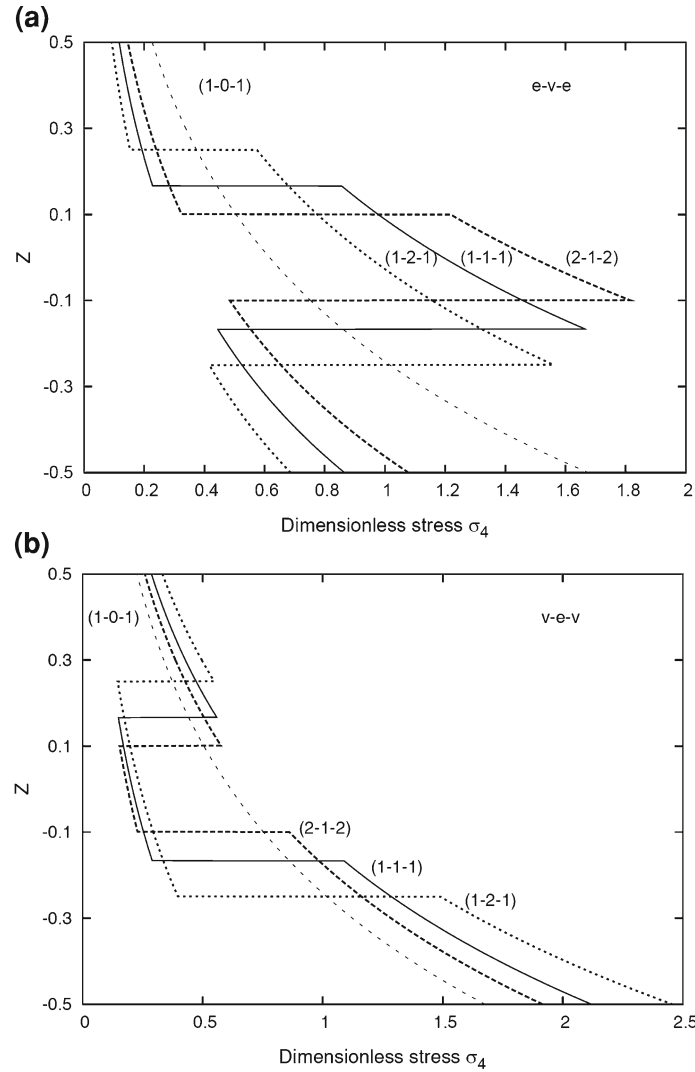 (a)
0.5
(1-0-1) e-v-e
0.3
0.1
Z
(1-2-1) (1-1-1) (2-1-2)
-0.1
-0.3
-0.5
0 0.2 0.4 0.6 0.8 1 1.2 1.4 1.6 1.8 2
Dimensionless stress σ4
(b)
0.5
(1-0-1) v-e-v
0.3
0.1
Z
-0.1
(2-1-2)
(1-1-1)
(1-2-1)
-0.3
-0.5
0 0.5 1 1.5 2 2.5
Dimensionless stress σ4